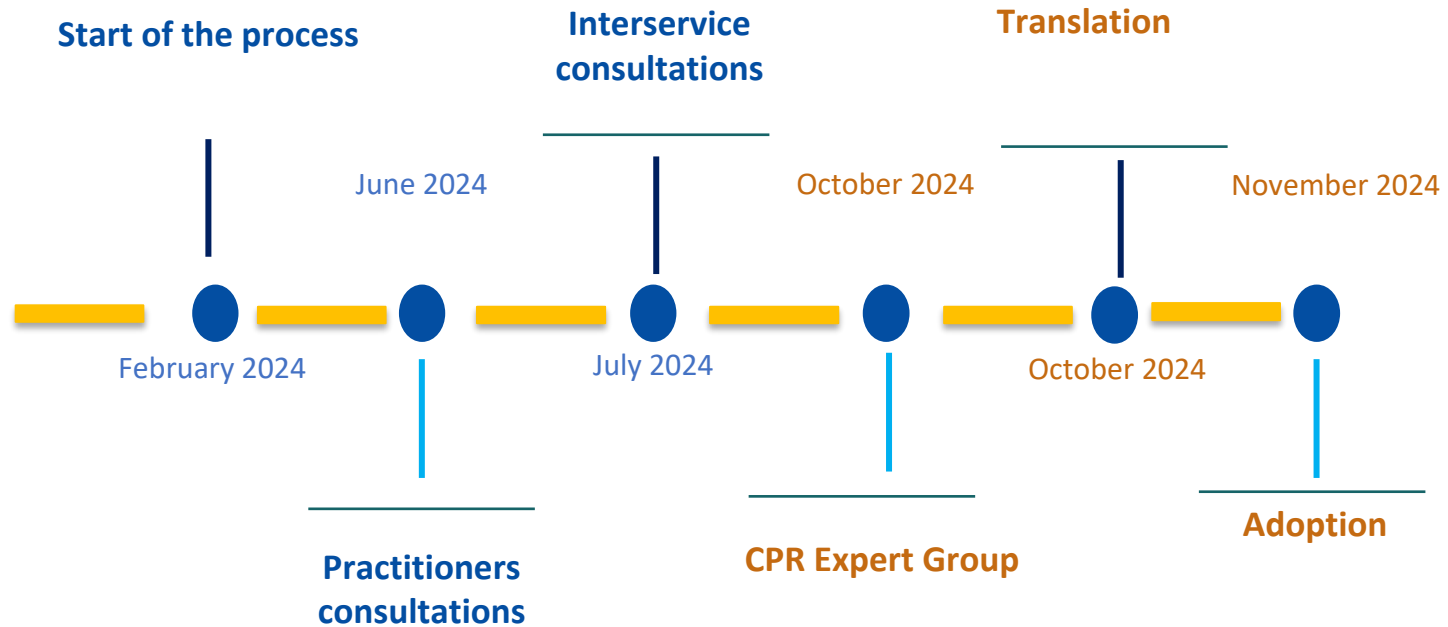 Start of the process
Interservice
consultations
Translation
June 2024
October 2024
November 2024
February 2024
July 2024
October 2024
Practitioners
consultations
CPR Expert Group
Adoption